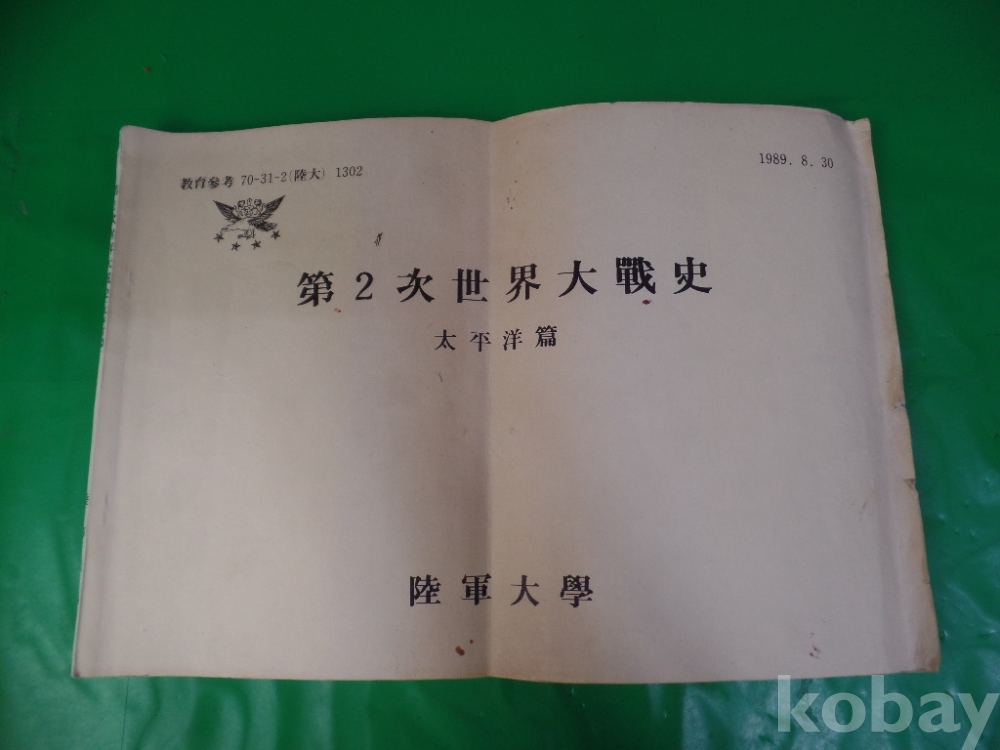 教育參考 70-31-2(陸大) 1302
1989. 8. 30
第2次世界大戰史
太平洋篇
陸軍大學
kobay